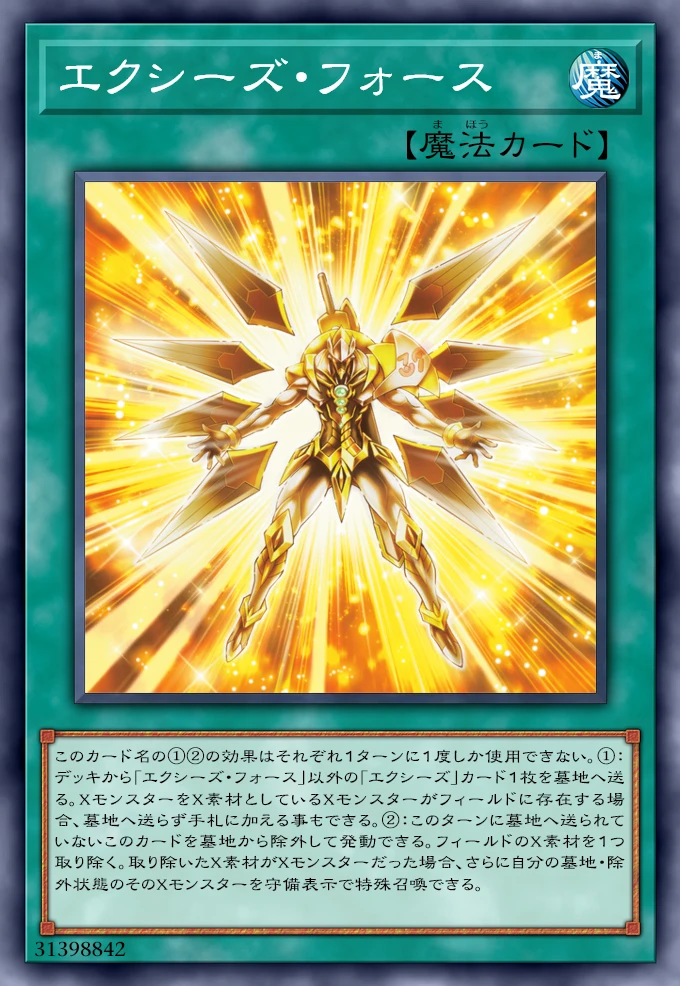 エクシーズ・フォース
魔
ま
まほう
【魔法カード】
39
このカード名の①②の効果はそれぞれ1ターンに1度しか使用できない。①：
デッキから「エクシーズ・フォース」以外の「エクシーズ」カード1枚を墓地へ送
る。XモンスターをX素材としているXモンスターがフィールドに存在する場
合、墓地へ送らず手札に加える事もできる。②：このターンに墓地へ送られて
いないこのカードを墓地から除外して発動できる。フィールドのX素材を1つ
取り除く。取り除いたX素材がXモンスターだった場合、さらに自分の墓地・除
外状態のそのXモンスターを守備表示で特殊召喚できる。
31398842